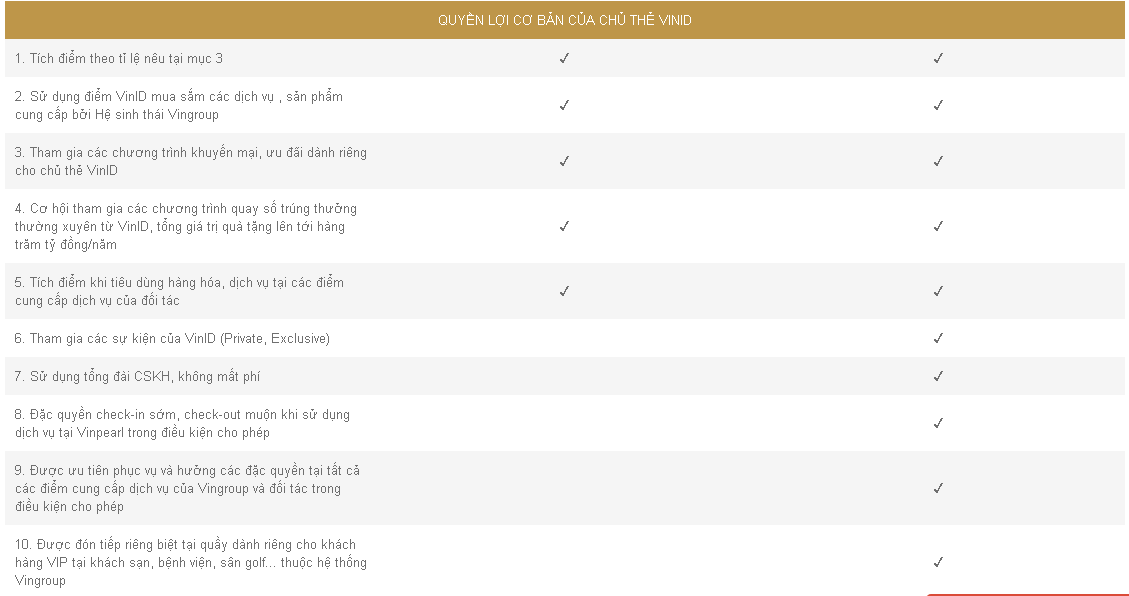 QUYỀN LỢI CƠ BẢN CỦA CHỦ THẺ VINID
1. Tích điểm theo tỉ lệ nêu tại mục 3 ✓ ✓
2. Sử dụng điểm VinID mua sắm các dịch vụ , sản phẩm
cung cấp bởi Hệ sinh thái Vingroup ✓ ✓
3. Tham gia các chương trình khuyến mại, ưu đãi dành riêng
cho chủ thẻ VinID ✓ ✓
4. Cơ hội tham gia các chương trình quay số trúng thưởng
thường xuyên từ VinID, tổng giá trị quà tặng lên tới hàng ✓ ✓
trăm tỷ đồng/năm
5. Tích điểm khi tiêu dùng hàng hóa, dịch vụ tại các điểm
cung cấp dịch vụ của đối tác ✓ ✓
6. Tham gia các sự kiện của VinID (Private, Exclusive) ✓
7. Sử dụng tổng đài CSKH, không mất phí ✓
8. Đặc quyền check-in sớm, check-out muộn khi sử dụng
dịch vụ tại Vinpearl trong điều kiện cho phép ✓
9. Được ưu tiên phục vụ và hưởng các đặc quyền tại tất cả
các điểm cung cấp dịch vụ của Vingroup và đối tác trong ✓
điều kiện cho phép
10. Được đón tiếp riêng biệt tại quầy dành riêng cho khách
hàng VIP tại khách sạn, bệnh viện, sân golf... thuộc hệ thống ✓
Vingroup